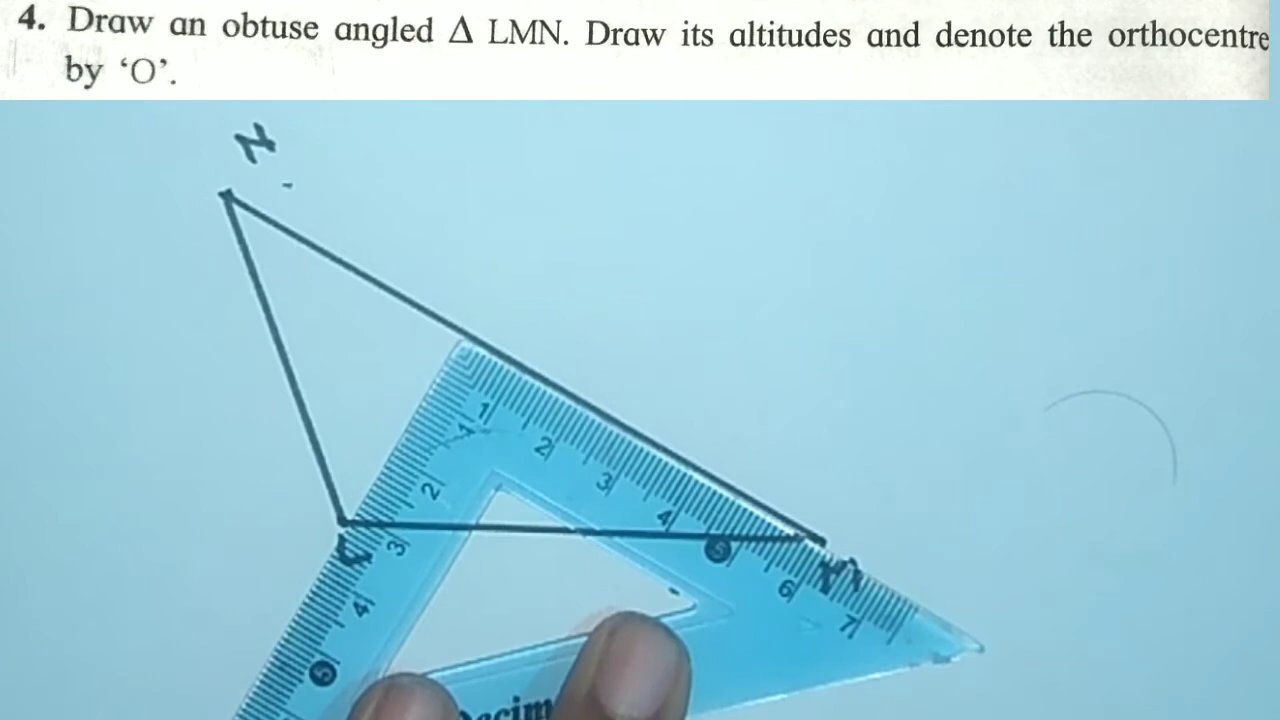 4. Draw an obtuse angled Δ LMN. Draw its altitudes and denote the orthocentre
by ‘O’.
N
1 2 3 4 5 6 7
1 2 3 4 5
L
M